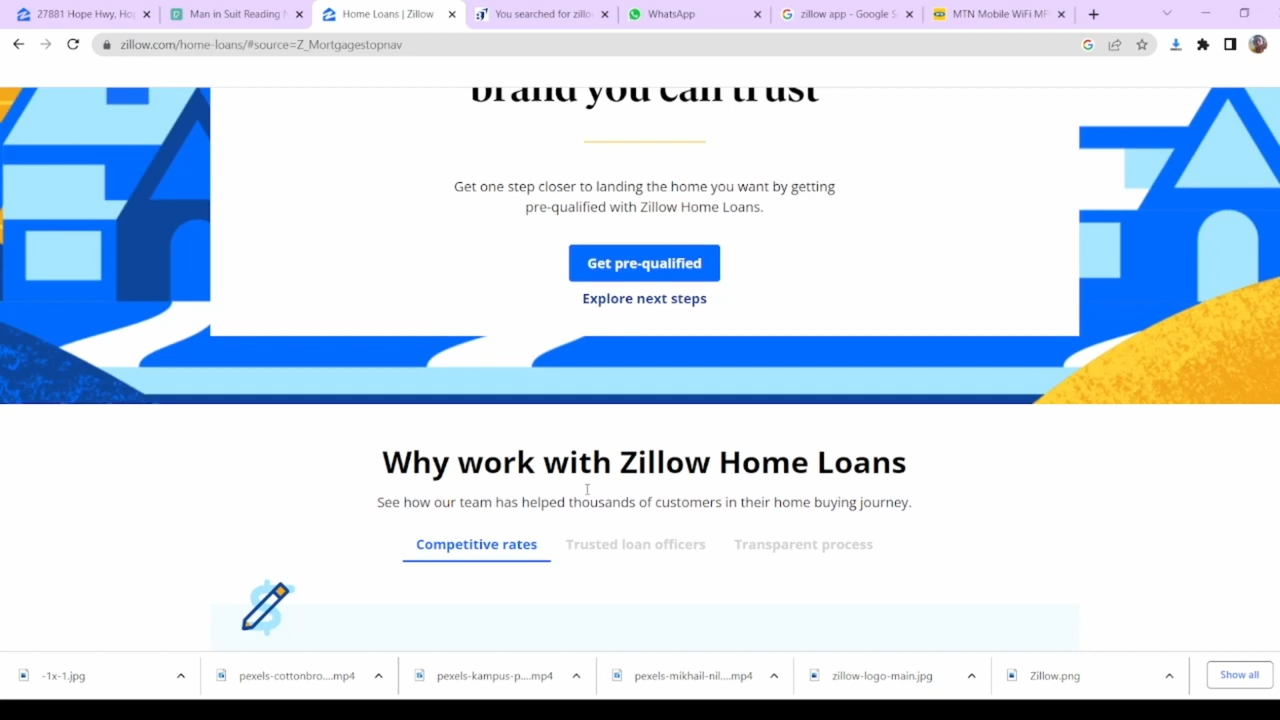 27881 Hope Hwy, Ho
Man in Suit Reading N
Home Loans | Zillow
You searched for zillo
WhatsApp
zillow app - Google S
MTN Mobile WiFi MF
zillow.com/home-loans/#source=Z_Mortgagestopnav
brand you can trust
Get one step closer to landing the home you want by getting
pre-qualified with Zillow Home Loans.
Get pre-qualified
Explore next steps
Why work with Zillow Home Loans
See how our team has helped thousands of customers in their home buying journey.
Competitive rates
Trusted loan officers
Transparent process
-1x-1.jpg
pexels-cottonbro....mp4
pexels-kampus-p....mp4
pexels-mikhail-nil....mp4
zillow-logo-main.jpg
Zillow.png
Show all